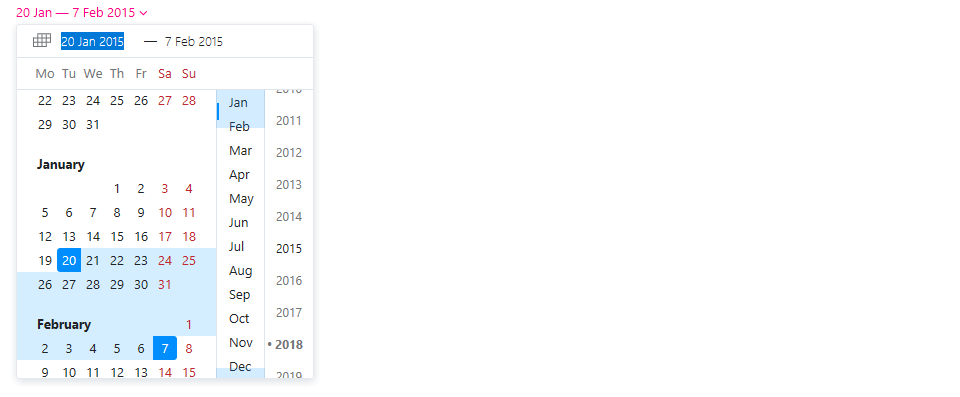 20 Jan — 7 Feb 2015
20 Jan 2015 — 7 Feb 2015
Mo Tu We Th Fr Sa Su
22 23 24 25 26 27 28
29 30 31
January
1 2 3 4
5 6 7 8 9 10 11
12 13 14 15 16 17 18
19 20 21 22 23 24 25
26 27 28 29 30 31
February 1
2 3 4 5 6 7 8
9 10 11 12 13 14 15
Jan
Feb
Mar
Apr
May
Jun
Jul
Aug
Sep
Oct
Nov
Dec
2010
2011
2012
2013
2014
2015
2016
2017
• 2018
2019